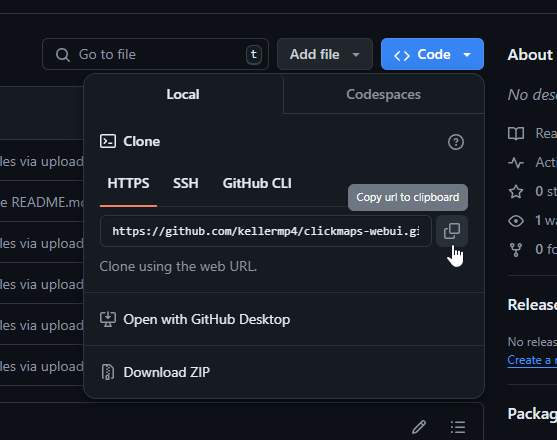 Go to file
t
Add file
Code
About
No des
Local
Codespaces
Clone
HTTPS
SSH
GitHub CLI
Copy url to clipboard
https://github.com/kellermp4/clickmaps-webui.gi
Clone using the web URL.
Open with GitHub Desktop
Download ZIP
les via upload
e README.md
les via upload
les via upload
les via upload
les via upload
Rea
Acti
0 st
1 wa
0 fo
Release
No releas
Create a
Packag